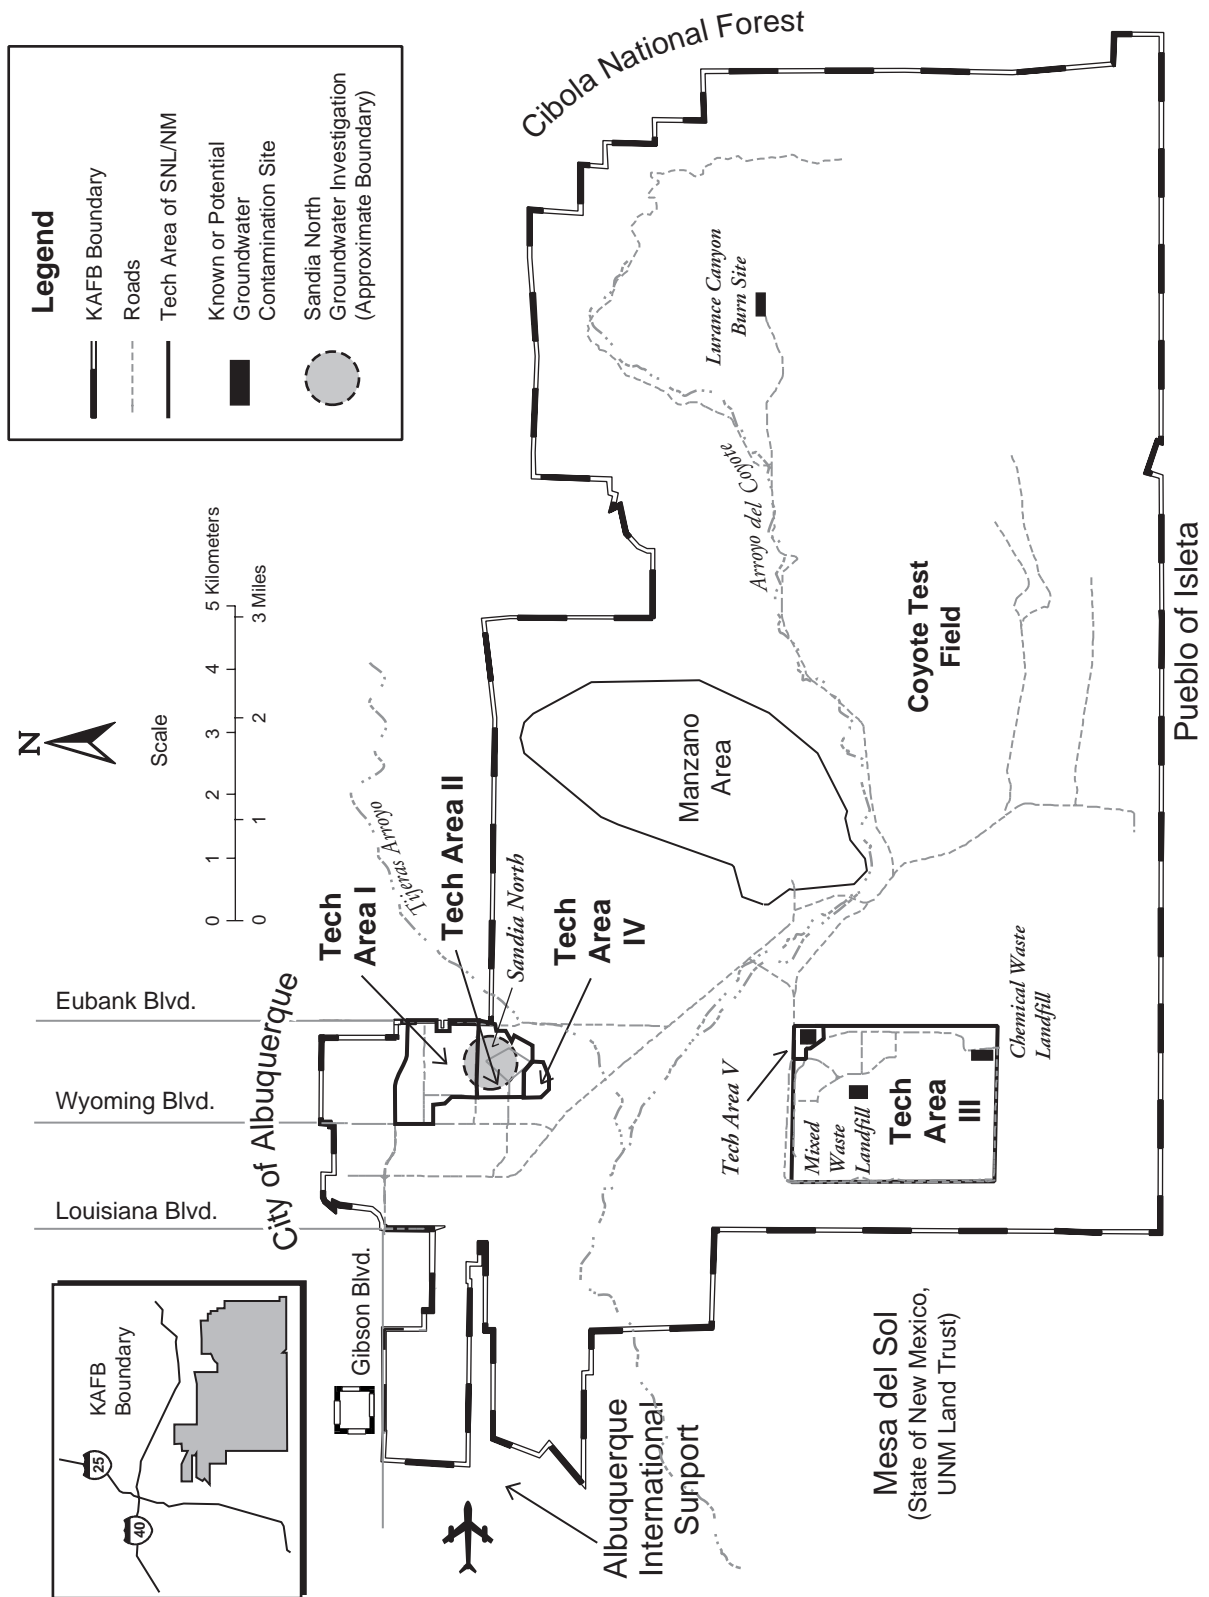 Legend
KAFB Boundary
Roads
Tech Area of SNL/NM
Known or Potential
Groundwater
Contamination Site
Sandia North
Groundwater Investigation
(Approximate Boundary)
N
Scale
0 1 2 3 4 5 Kilometers
0 1 2 3 Miles
Cibola National Forest
KAFB
Boundary
25
40
Louisiana Blvd.
Wyoming Blvd.
Eubank Blvd.
City of Albuquerque
Gibson Blvd.
Tijeras Arroyo
Tech
Area I
Tech Area II
Sandia North
Tech
Area
IV
Albuquerque
International
Sunport
Manzano
Area
Lurance Canyon
Burn Site
Arroyo del Coyote
Coyote Test
Field
Tech Area V
Mixed
Waste
Landfill
Tech
Area
III
Chemical Waste
Landfill
Mesa del Sol
(State of New Mexico,
UNM Land Trust)
Pueblo of Isleta